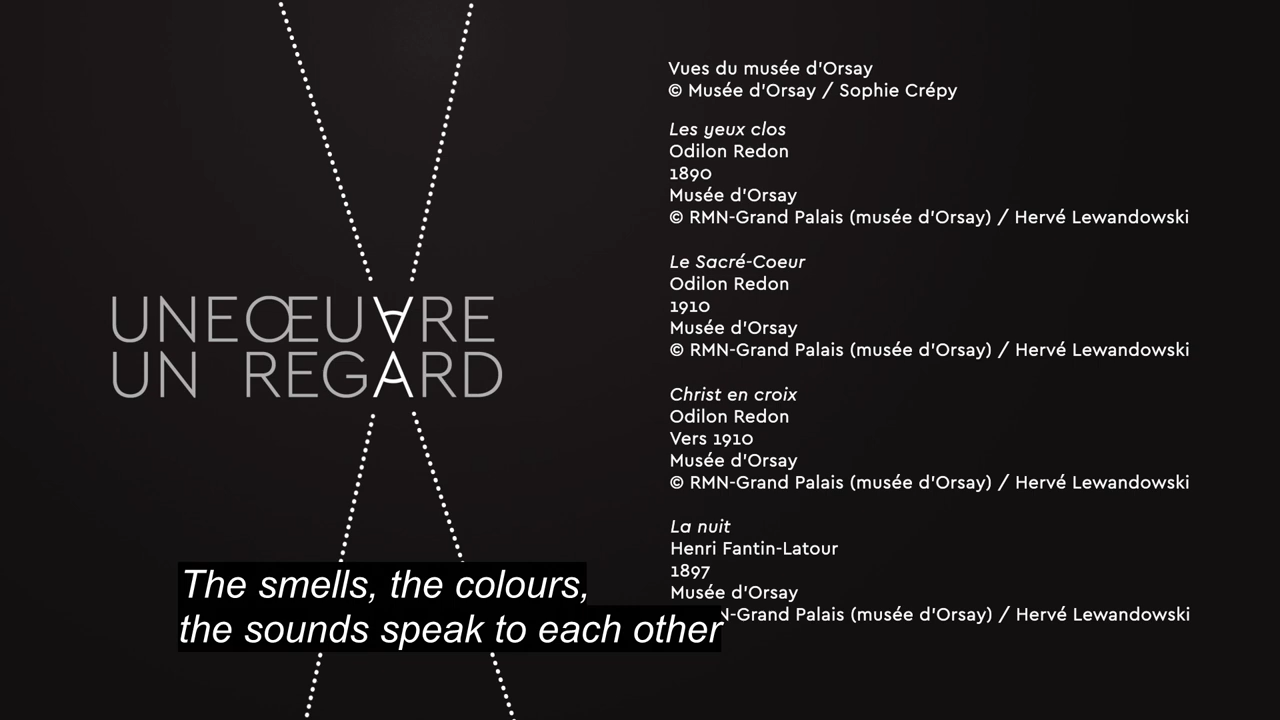 UNE ŒUVRE
UN REGARD
Vues du musée d'Orsay
© Musée d'Orsay / Sophie Crépy
Les yeux clos
Odilon Redon
1890
Musée d'Orsay
© RMN-Grand Palais (musée d'Orsay) / Hervé Lewandowski
Le Sacré-Coeur
Odilon Redon
1910
Musée d'Orsay
© RMN-Grand Palais (musée d'Orsay) / Hervé Lewandowski
Christ en croix
Odilon Redon
Vers 1910
Musée d'Orsay
© RMN-Grand Palais (musée d'Orsay) / Hervé Lewandowski
La nuit
Henri Fantin-Latour
1897
Musée d'Orsay
N-Grand Palais (musée d'Orsay) / Hervé Lewandowski
The smells, the colours,
the sounds speak to each other